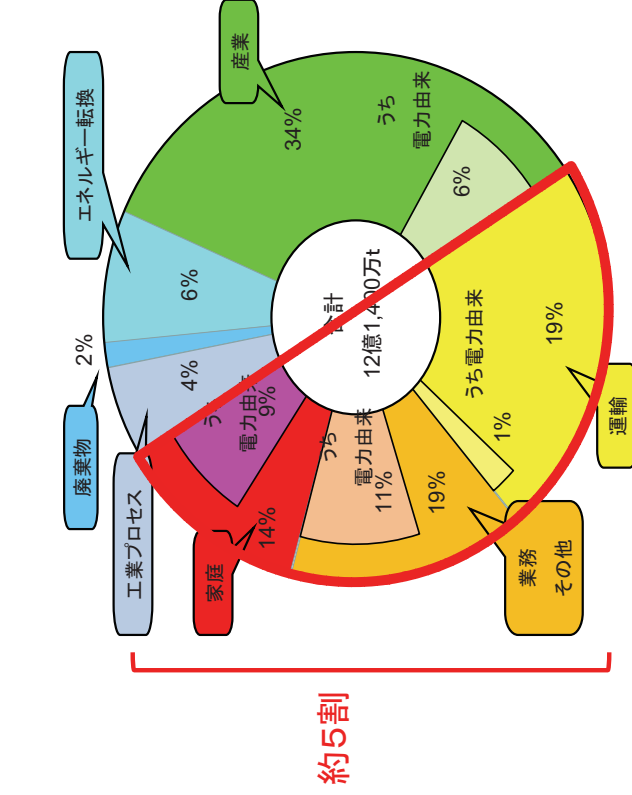 エネルギー転換
産業
2%
6%
34%
うち
電力由来
6%
廃棄物
4%
合計
12億1,400万t
うち電力由来
19%
運輸
1%
工業プロセス
うち
電力由来
9%
うち
電力由来
11%
19%
家庭
14%
業務
その他
約5割